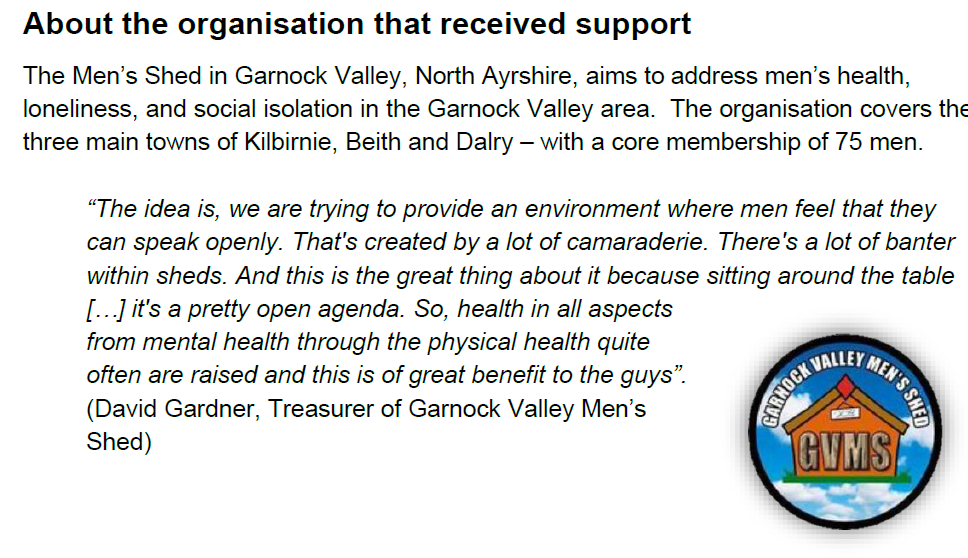 About the organisation that received support
The Men’s Shed in Garnock Valley, North Ayrshire, aims to address men’s health,
loneliness, and social isolation in the Garnock Valley area.  The organisation covers the
three main towns of Kilbirnie, Beith and Dalry – with a core membership of 75 men.
“The idea is, we are trying to provide an environment where men feel that they
can speak openly. That's created by a lot of camaraderie. There's a lot of banter
within sheds. And this is the great thing about it because sitting around the table
[…] it's a pretty open agenda. So, health in all aspects
from mental health through the physical health quite
often are raised and this is of great benefit to the guys”.
(David Gardner, Treasurer of Garnock Valley Men’s
Shed)
GARNOCK VALLEY MEN'S SHED
GVMS